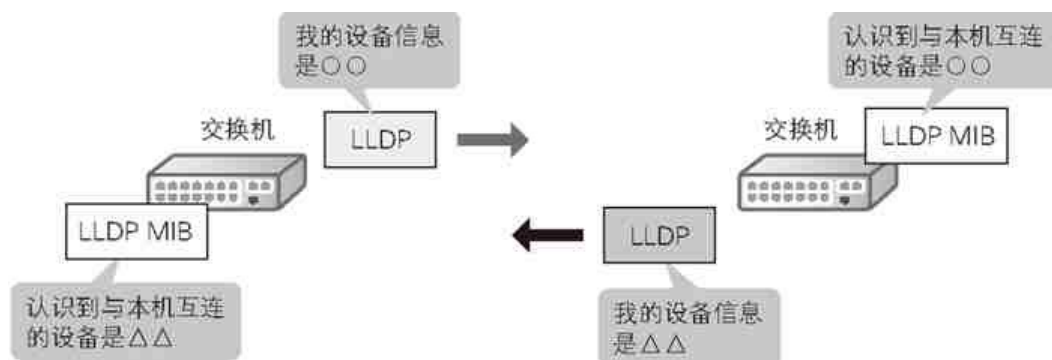 我的设备信息
是○○
认识到与本机互连
的设备是○○
交换机
LLDP
交换机
LLDP MIB
LLDP MIB
LLDP
认识到与本机互连
的设备是△△
我的设备信息
是△△